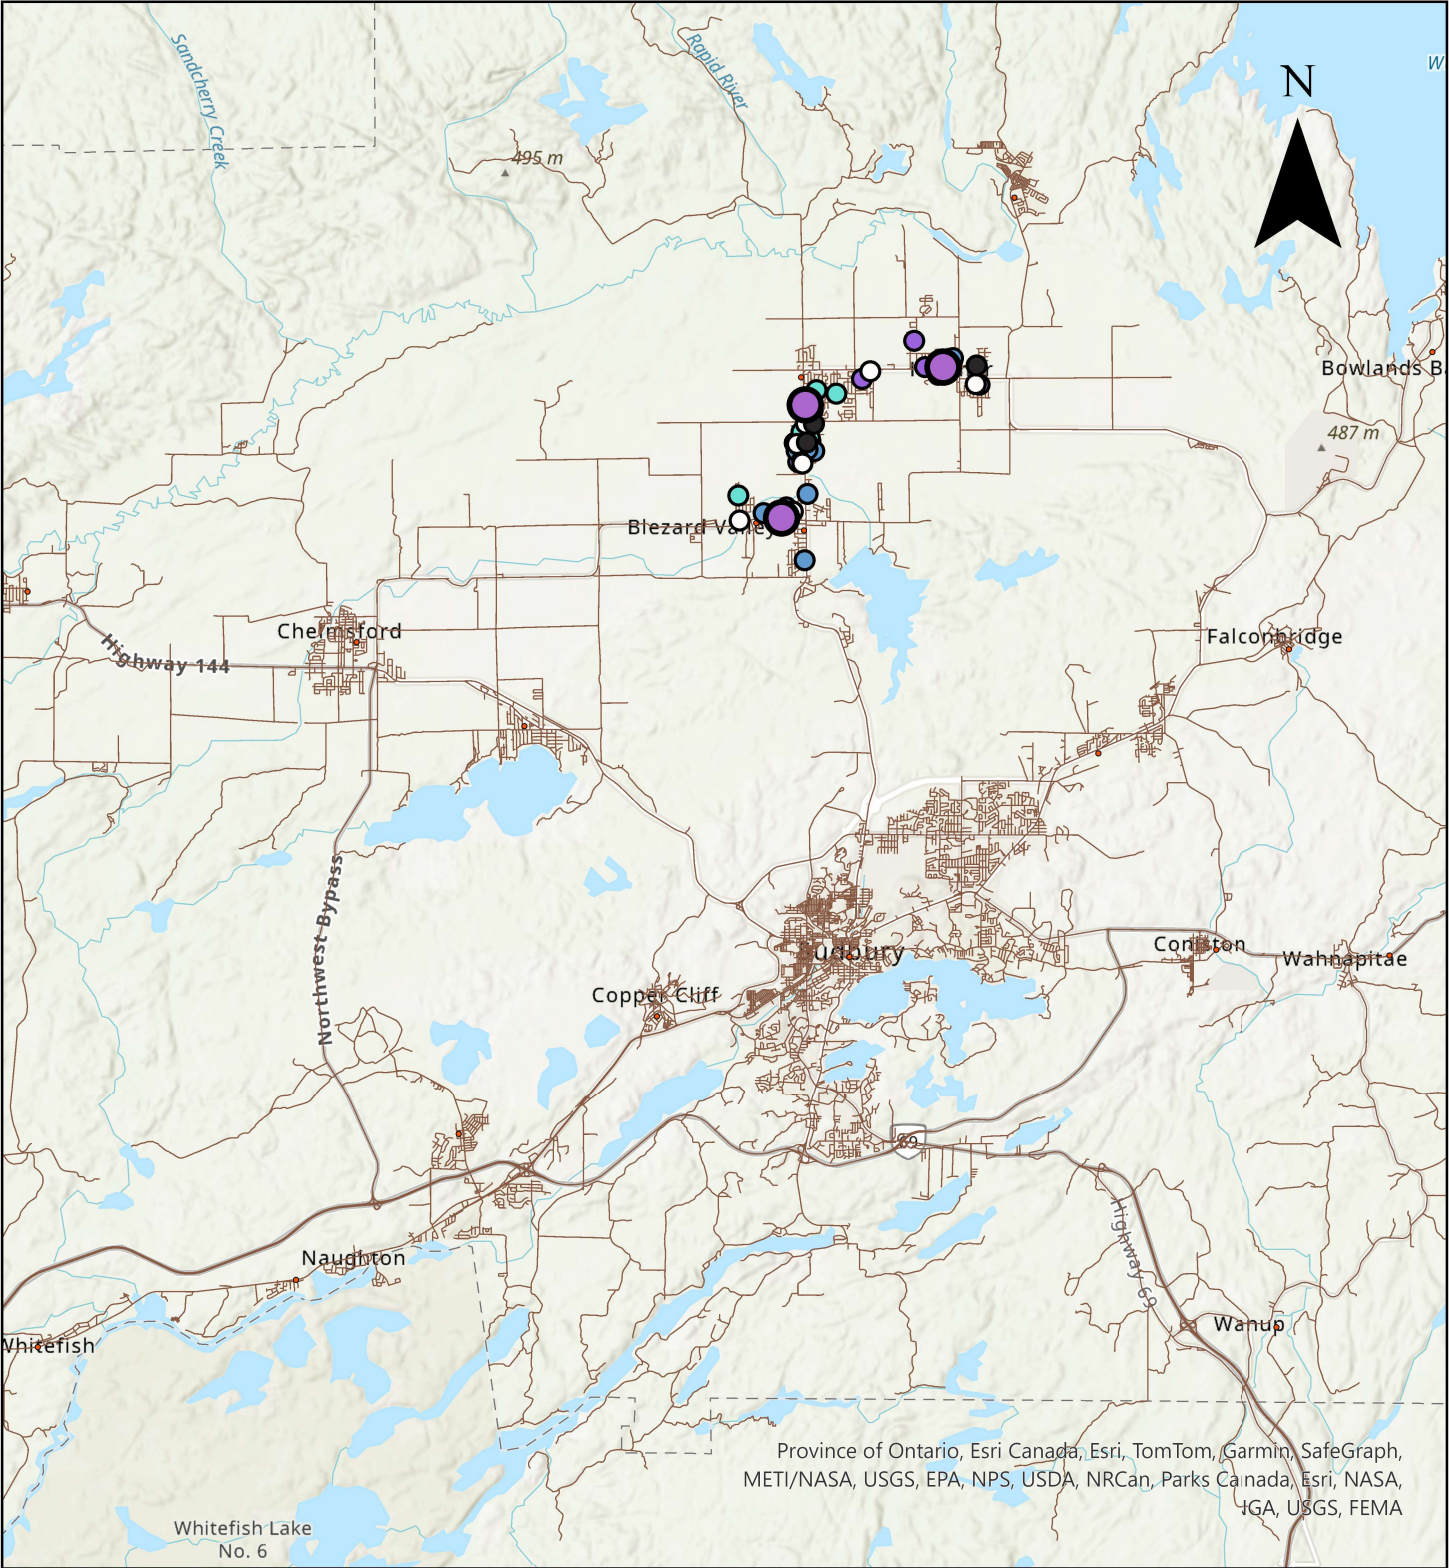 Sandcherry Creek
Rapid River
W
N
495 m
Bowlands Ba
487 m
Blezard Valley
Chelmsford
Highway 144
Falconbridge
Northwest Bypass
Sudbury
Coniston
Wahnapitae
Copper Cliff
69
Highway 69
Naughton
Wanup
Whitefish
Province of Ontario, Esri Canada, Esri, TomTom, Garmin, SafeGraph,
METI/NASA, USGS, EPA, NPS, USDA, NRCan, Parks Canada, Esri, NASA,
NGA, USGS, FEMA
Whitefish Lake
No. 6